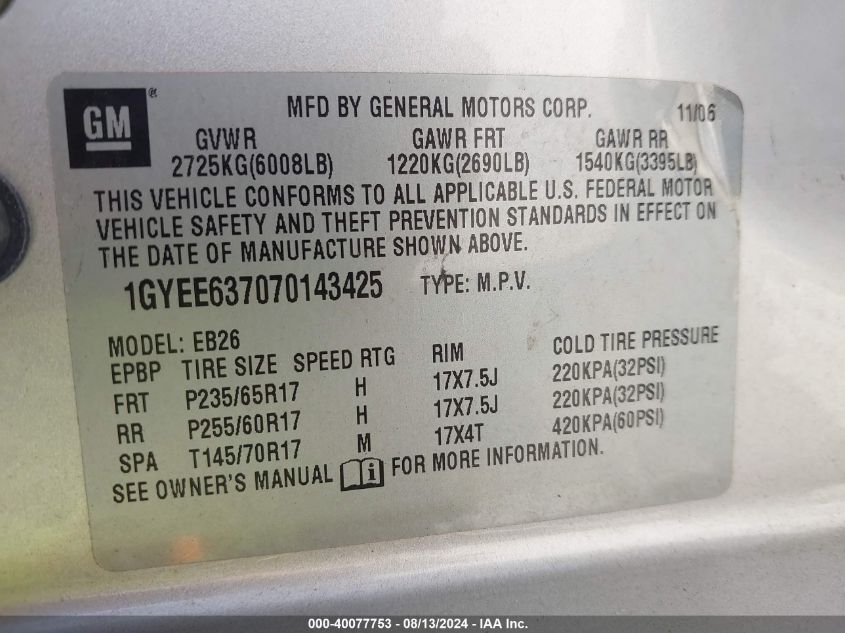 GM ®
MFD BY GENERAL MOTORS CORP. 11/06
GVWR GAWR FRT GAWR RR
2725KG(6008LB) 1220KG(2690LB) 1540KG(3395LB)
THIS VEHICLE CONFORMS TO ALL APPLICABLE U.S. FEDERAL MOTOR
VEHICLE SAFETY AND THEFT PREVENTION STANDARDS IN EFFECT ON
THE DATE OF MANUFACTURE SHOWN ABOVE.
1GYEE637070143425 TYPE: M.P.V.
MODEL: EB26
EPBP TIRE SIZE SPEED RTG RIM COLD TIRE PRESSURE
FRT P235/65R17 H 17X7.5J 220KPA(32PSI)
RR P255/60R17 H 17X7.5J 220KPA(32PSI)
SPA T145/70R17 M 17X4T 420KPA(60PSI)
SEE OWNER'S MANUAL i FOR MORE INFORMATION.
000-40077753 - 08/13/2024 - IAA Inc.